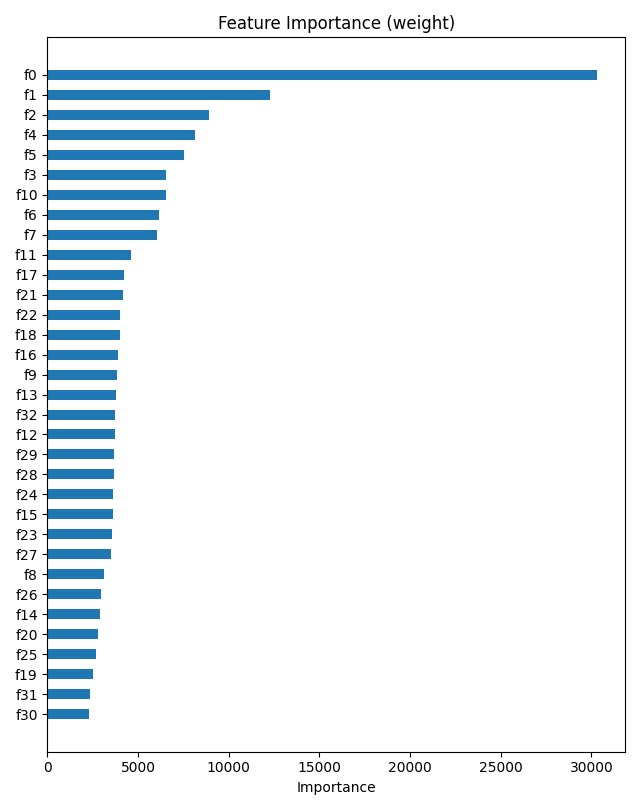 Feature Importance (weight)
f0
f1
f2
f4
f5
f3
f10
f6
f7
f11
f17
f21
f22
f18
f16
f9
f13
f32
f12
f29
f28
f24
f15
f23
f27
f8
f26
f14
f20
f25
f19
f31
f30
0 5000 10000 15000 20000 25000 30000
Importance